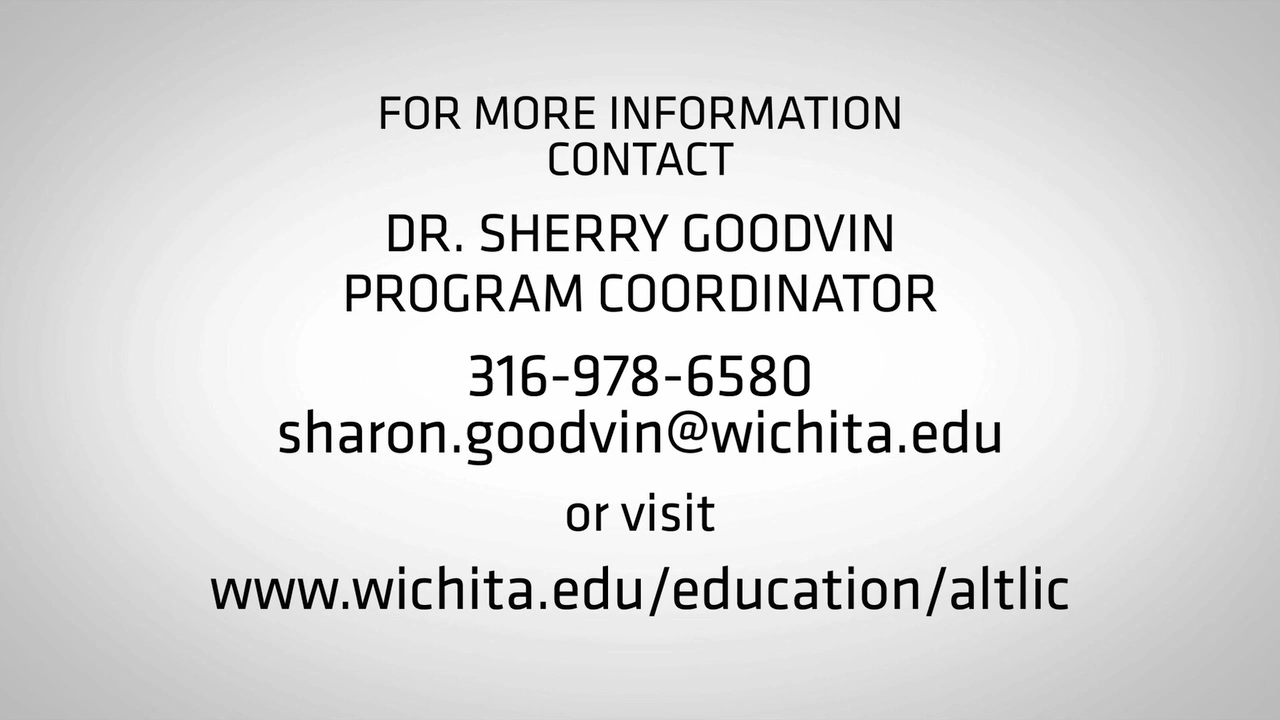 FOR MORE INFORMATION
CONTACT
DR. SHERRY GOODVIN
PROGRAM COORDINATOR
316-978-6580
sharon.goodvin@wichita.edu
or visit
www.wichita.edu/education/altlic